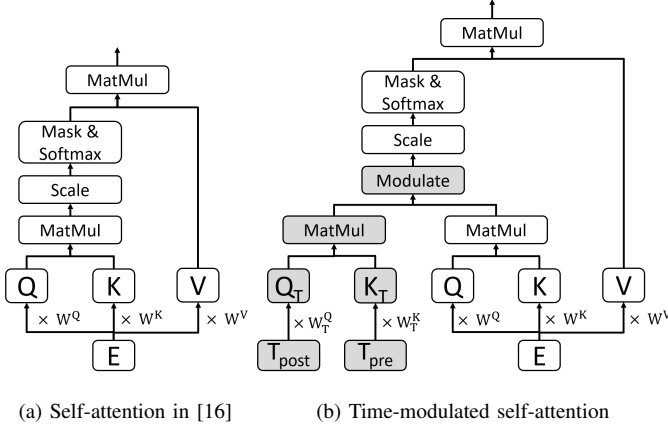 MatMul
Mask &
Softmax
Scale
MatMul
Q K V
× W^Q × W^K × W^V
E
(a) Self-attention in [16]
MatMul
Mask &
Softmax
Scale
Modulate
MatMul MatMul
Q_T K_T Q K V
× W_T^Q × W_T^K × W^Q × W^K × W^V
T_post T_pre E
(b) Time-modulated self-attention